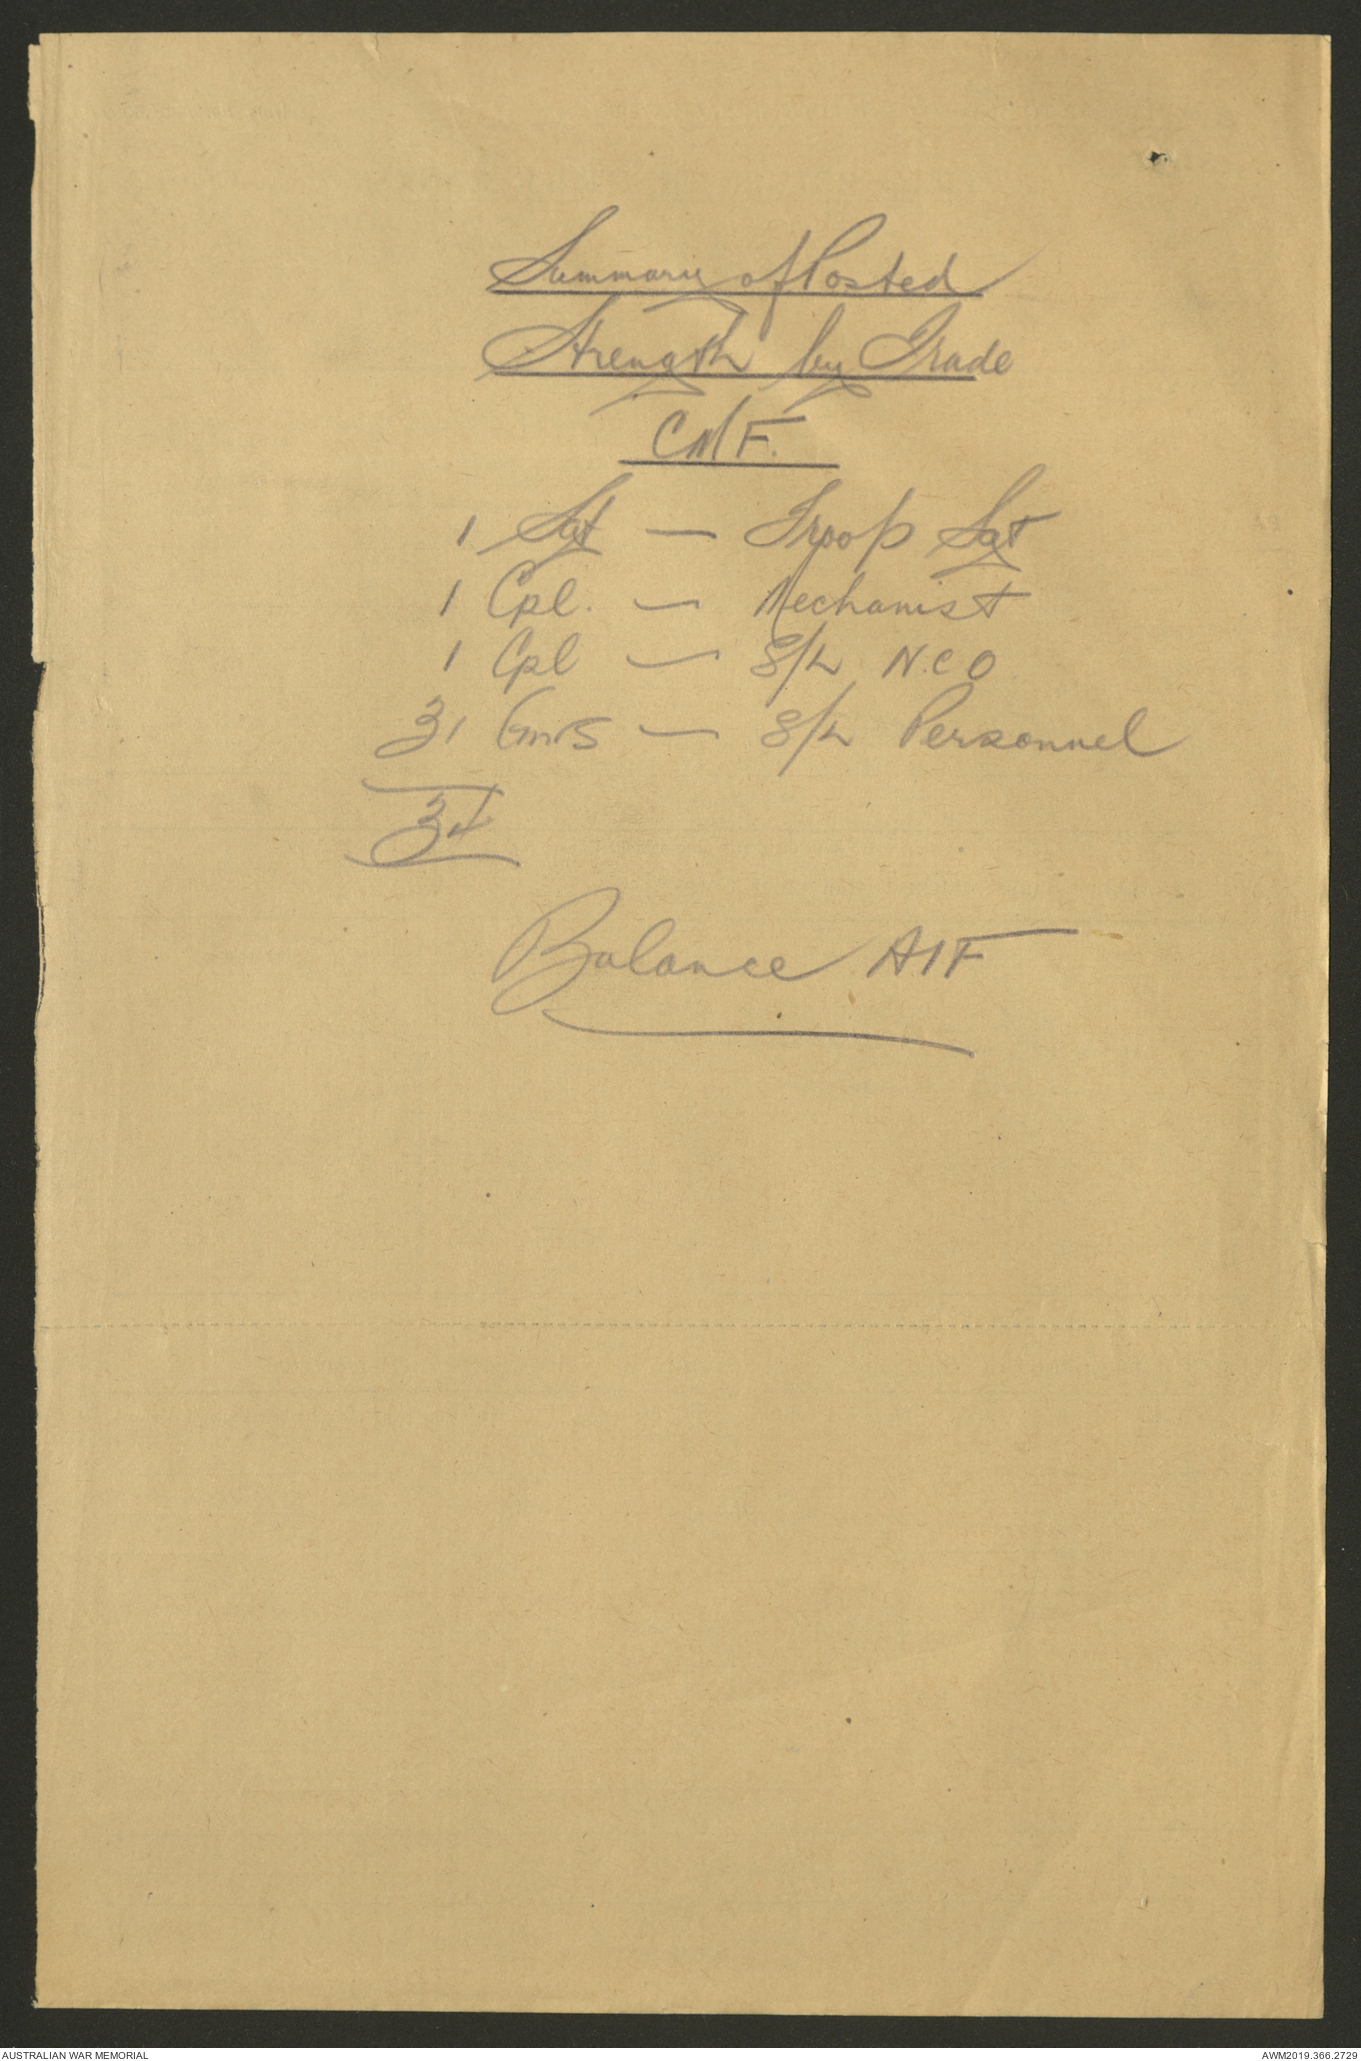 Summary of Posted
Strength by Trade
CMF.
1 Sgt — Troop Sgt
1 Cpl. — Mechanist
1 Cpl — S/L N.C.O
31 Gnrs — S/L Personnel
34
Balance AIF
AUSTRALIAN WAR MEMORIAL
AWM2019.366.2729